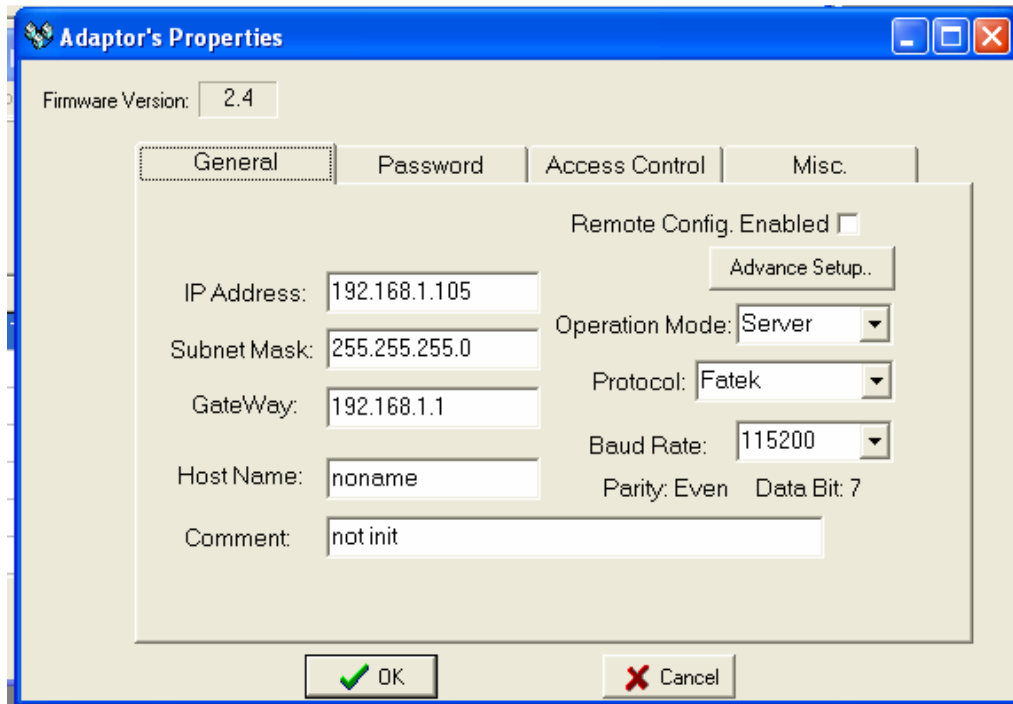 Adaptor's Properties
Firmware Version: 2.4
General Password Access Control Misc.
Remote Config. Enabled
Advance Setup..
IP Address: 192.168.1.105
Operation Mode: Server
Subnet Mask: 255.255.255.0
Protocol: Fatek
GateWay: 192.168.1.1
Baud Rate: 115200
Host Name: noname
Parity: Even Data Bit: 7
Comment: not init
OK Cancel